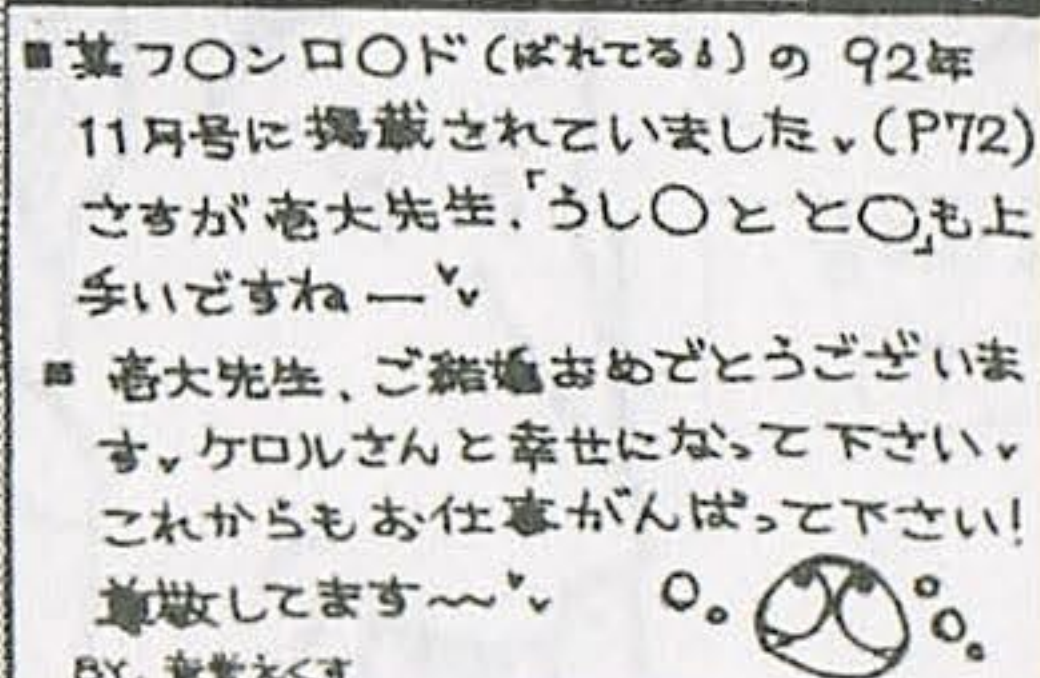 ■某フ○ンロ○ド(ばれてる💧)の 92年
11月号に掲載されていました♥(P72)
さすが壱大先生、「うし○とと○」も上
手いですねー♥♥
■壱大先生、ご結婚おめでとうございま
す♥ケロルさんと幸せになって下さい♥
これからもお仕事がんばって下さい!
尊敬してます〜〜♥♥
BY.